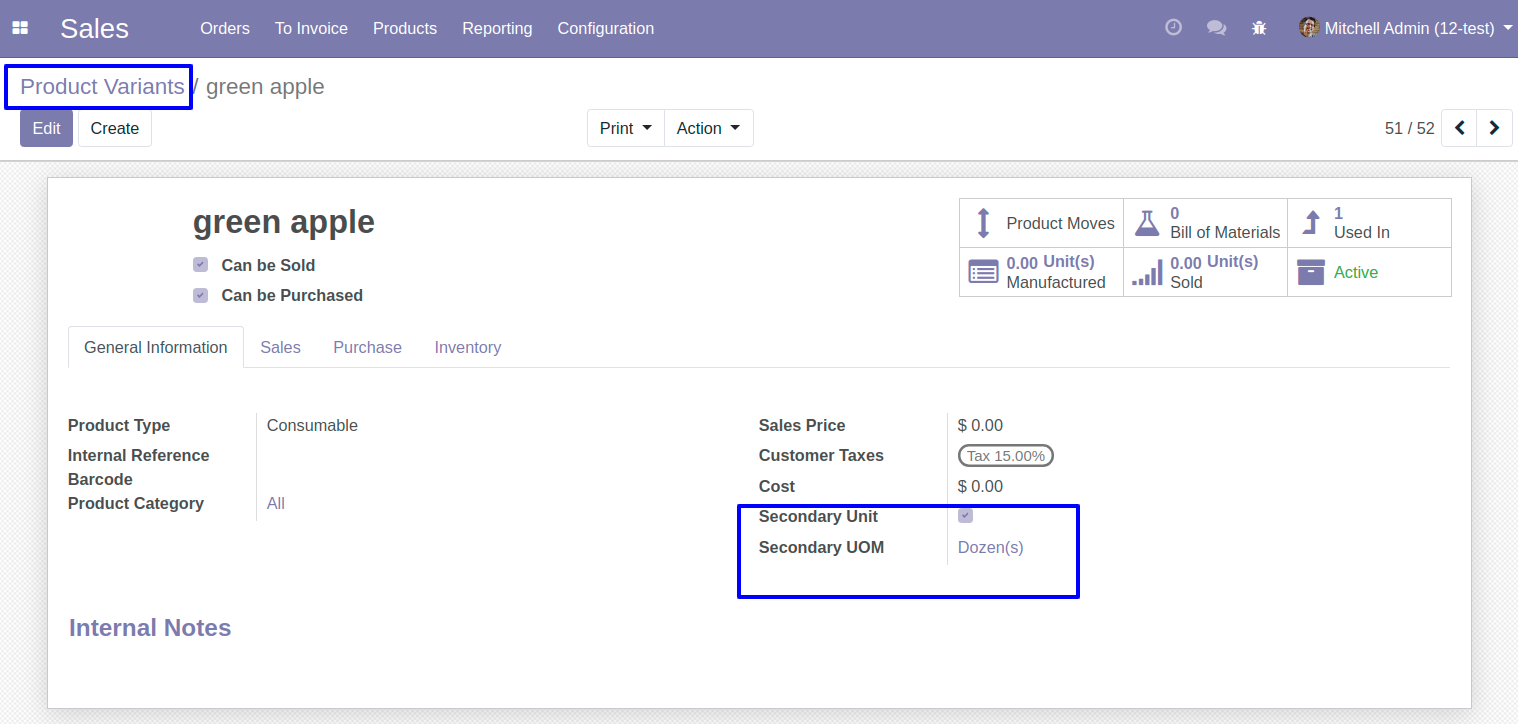 Sales Orders To Invoice Products Reporting Configuration Mitchell Admin (12-test)
Product Variants / green apple
Edit Create Print Action 51 / 52
green apple
Can be Sold
Can be Purchased
Product Moves
0
Bill of Materials
1
Used In
0.00 Unit(s)
Manufactured
0.00 Unit(s)
Sold
Active
General Information Sales Purchase Inventory
Product Type Consumable
Internal Reference
Barcode
Product Category All
Sales Price $ 0.00
Customer Taxes Tax 15.00%
Cost $ 0.00
Secondary Unit
Secondary UOM Dozen(s)
Internal Notes